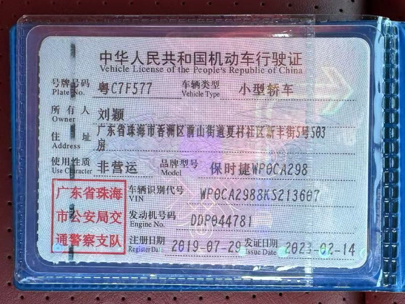 中华人民共和国机动车行驶证
Vehicle License of the People's Republic of China
号牌号码 粤C7F577 车辆类型 小型轿车
Plate No. Vehicle Type
所有人 刘颖
Owner
住址 广东省珠海市香洲区前山街道夏村社区新丰街5号503
Address 房
使用性质 非营运 品牌型号 保时捷WP0CA298
Use Character Model
广东省珠海 车辆识别代号 WP0CA2988KS213607
VIN
市公安局交 发动机号码 DDP044781
Engine No.
通警察支队 注册日期 2019-07-29 发证日期 2023-02-14
Register Date Issue Date